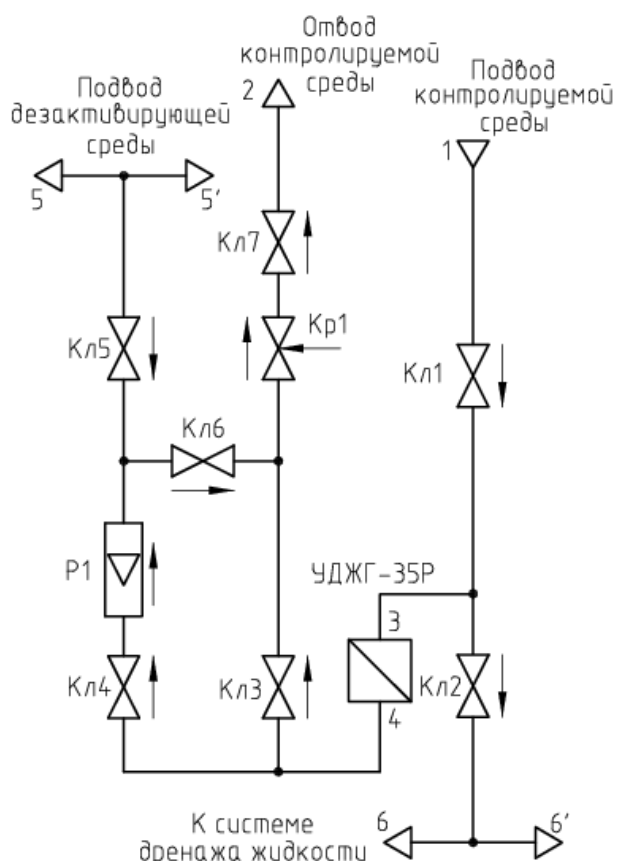 Отвод
контролируемой
среды
Подвод
дезактивирующей
среды
Подвод
контролируемой
среды
2
1
5
5′
Кл7
Кр1
Кл5
Кл1
Кл6
Р1
УДЖГ-35Р
3
Кл4
Кл3
Кл2
4
К системе
дренажа жидкости
6
6′